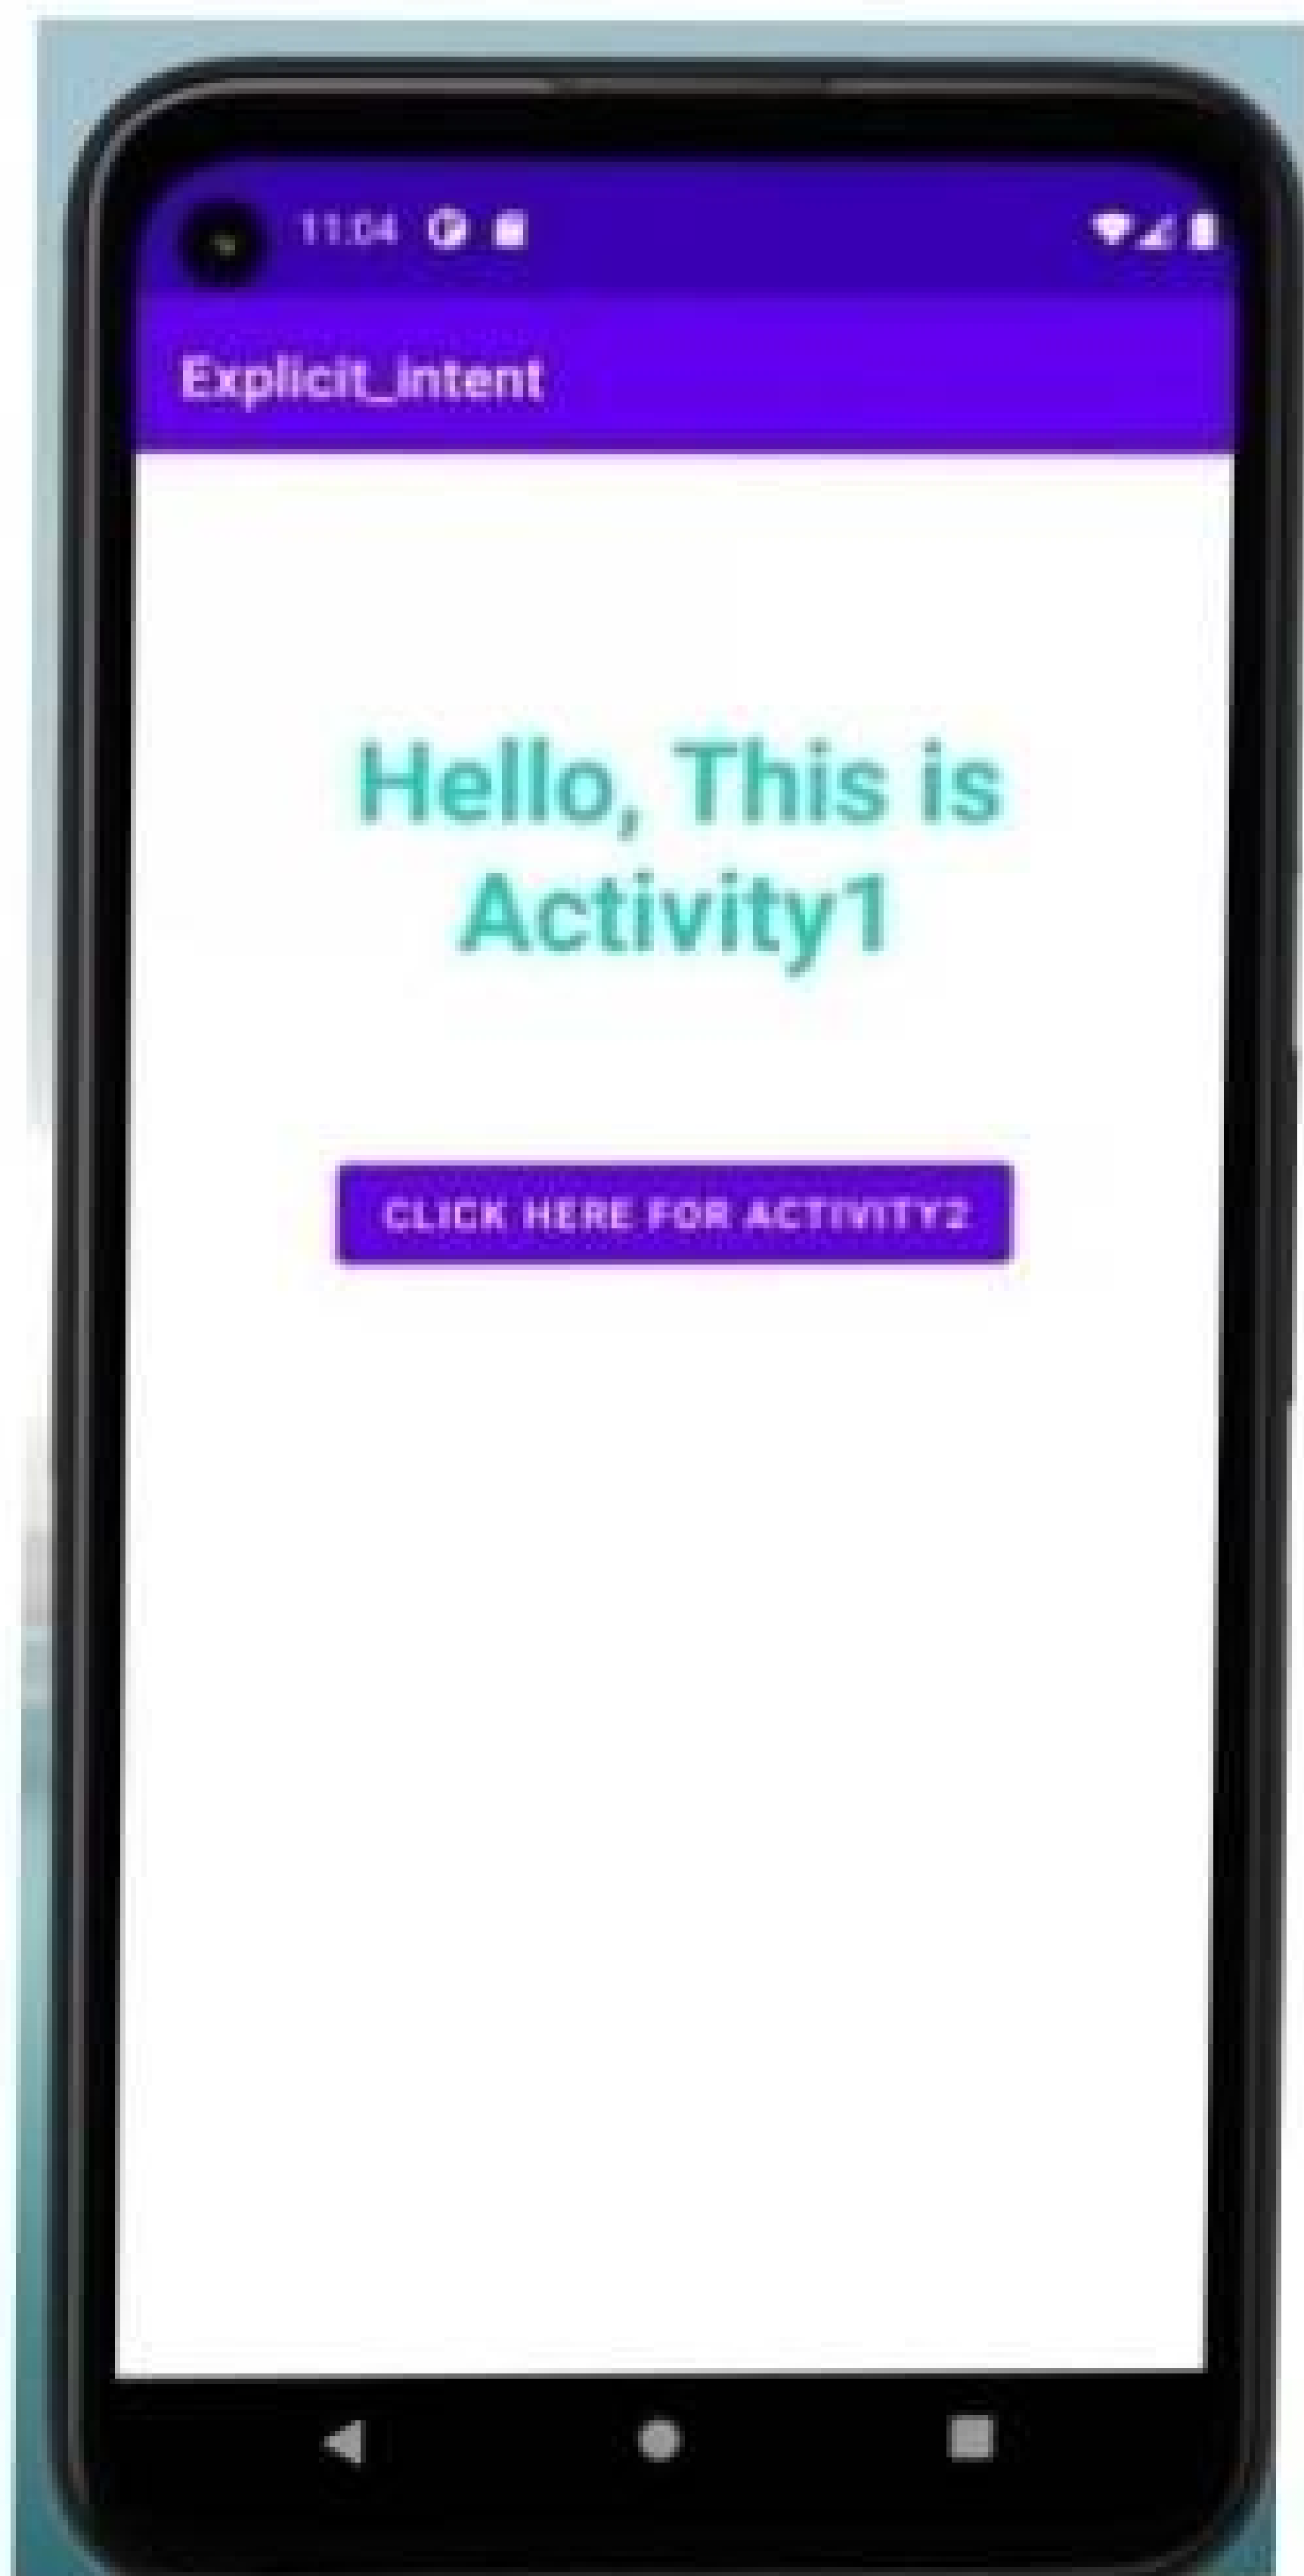 11:04
Explicit_intent
Hello, This is
Activity1
CLICK HERE FOR ACTIVITY2